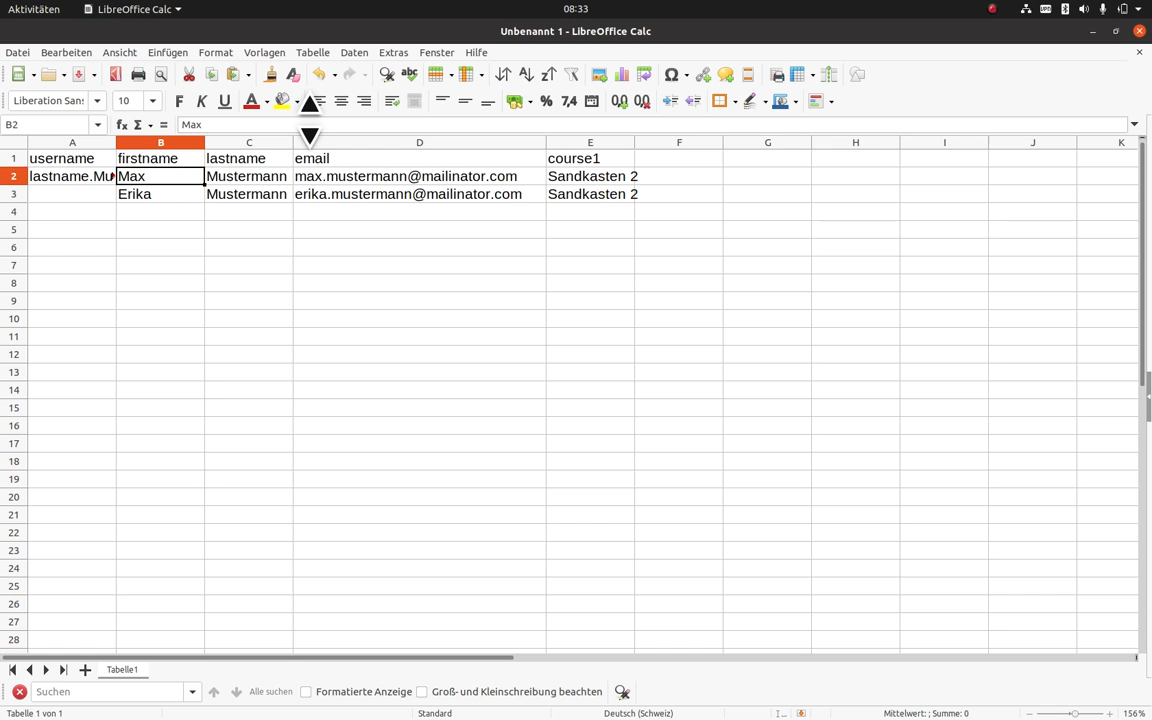 Aktivitäten LibreOffice Calc 08:33
Unbenannt 1 - LibreOffice Calc
Datei Bearbeiten Ansicht Einfügen Format Vorlagen Tabelle Daten Extras Fenster Hilfe
Liberation Sans 10
B2 Max
A B C D E F G H I J K
1 username firstname lastname email course1
2 lastname.Mu Max Mustermann max.mustermann@mailinator.com Sandkasten 2
3 Erika Mustermann erika.mustermann@mailinator.com Sandkasten 2
4
5
6
7
8
9
10
11
12
13
14
15
16
17
18
19
20
21
22
23
24
25
26
27
28
Tabelle1
Suchen Alle suchen Formatierte Anzeige Groß- und Kleinschreibung beachten
Tabelle 1 von 1 Standard Deutsch (Schweiz) Mittelwert: ; Summe: 0 156%